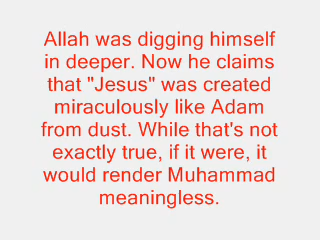 Allah was digging himself
in deeper. Now he claims
that "Jesus" was created
miraculously like Adam
from dust. While that's not
exactly true, if it were, it
would render Muhammad
meaningless.